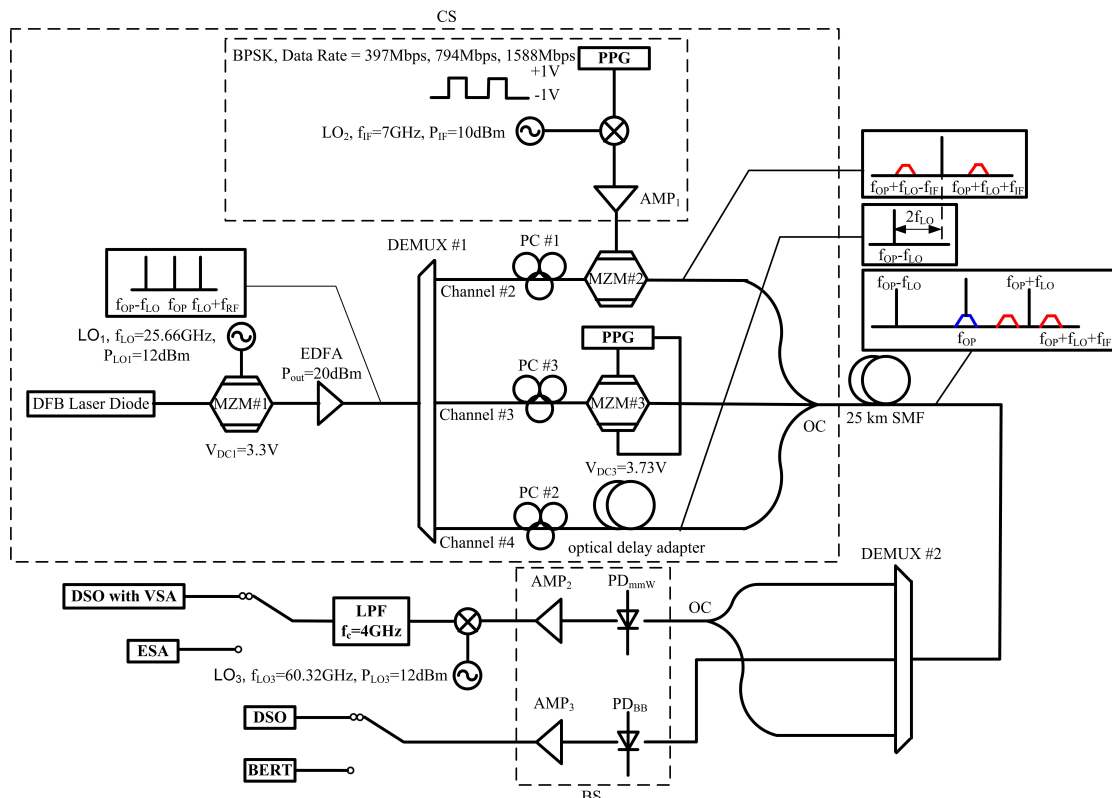 CS
BPSK, Data Rate = 397Mbps, 794Mbps, 1588Mbps
PPG
+1V
-1V
LO2, fIF=7GHz, PIF=10dBm
AMP1
fOP+fLO-fIF fOP+fLO+fIF
2fLO
fOP-fLO
fOP-fLO fOP+fLO
fOP fOP+fLO+fIF
DEMUX #1
PC #1
MZM#2
Channel #2
fOP-fLO fOP fLO+fRF
LO1, fLO=25.66GHz,
PLO1=12dBm
EDFA
Pout=20dBm
DFB Laser Diode
MZM#1
VDC1=3.3V
PC #3
PPG
MZM#3
Channel #3
VDC3=3.73V
OC
25 km SMF
PC #2
Channel #4
optical delay adapter
DEMUX #2
DSO with VSA
ESA
LPF
fc=4GHz
LO3, fLO3=60.32GHz, PLO3=12dBm
AMP2
PDmmW
OC
DSO
BERT
AMP3
PDBB
BS